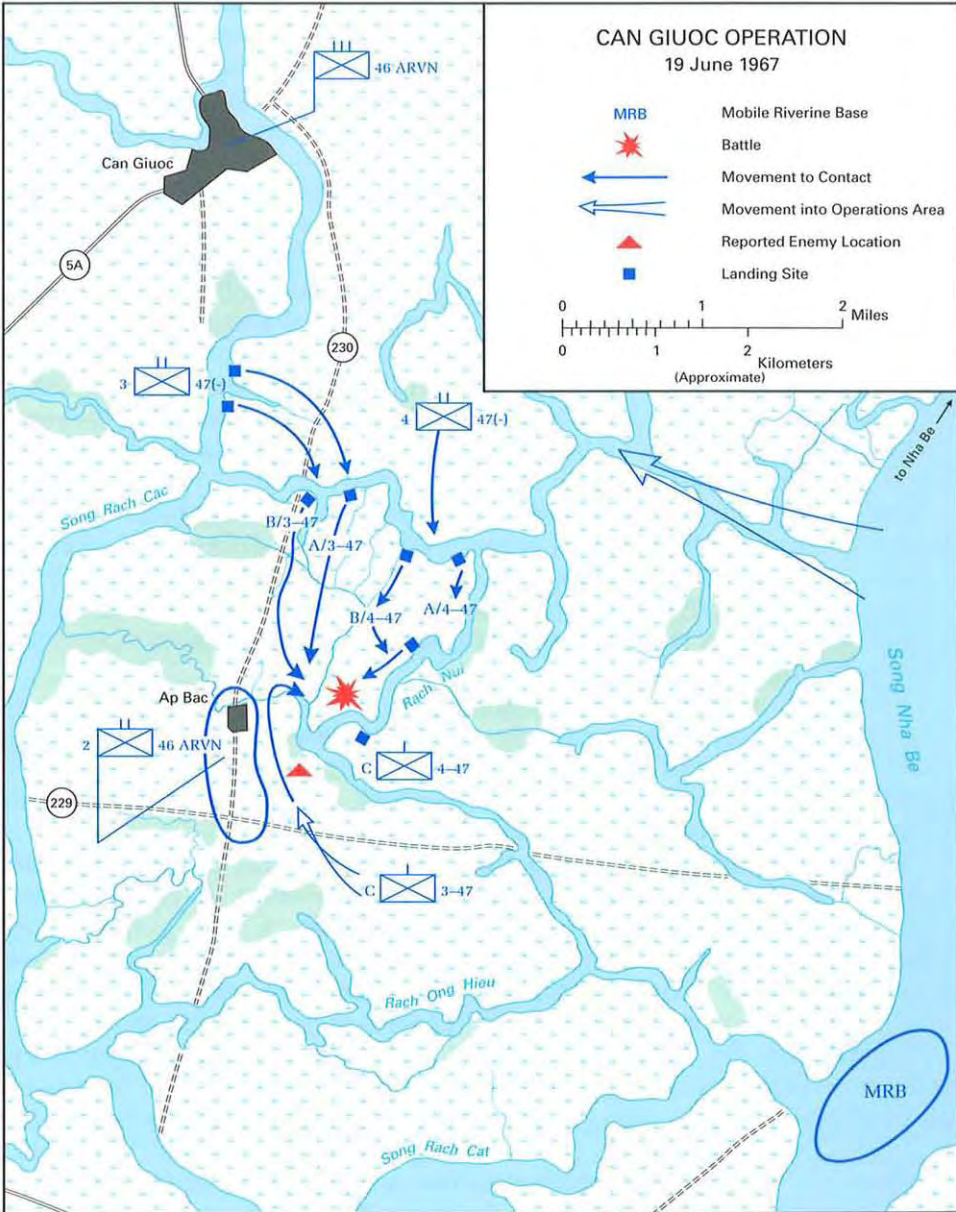 CAN GIUOC OPERATION
19 June 1967
MRB Mobile Riverine Base
Battle
Movement to Contact
Movement into Operations Area
Reported Enemy Location
Landing Site
0 1 2 Miles
0 1 2 Kilometers
(Approximate)
46 ARVN
Can Giuoc
5A
230
3 47(-)
4 47(-)
to Nha Be
Song Rach Cac
B/3–47
A/3–47
B/4–47
A/4–47
Rach Nui
Song Nha Be
Ap Bac
2 46 ARVN
C 4–47
229
C 3–47
Rach Ong Hieu
MRB
Song Rach Cat